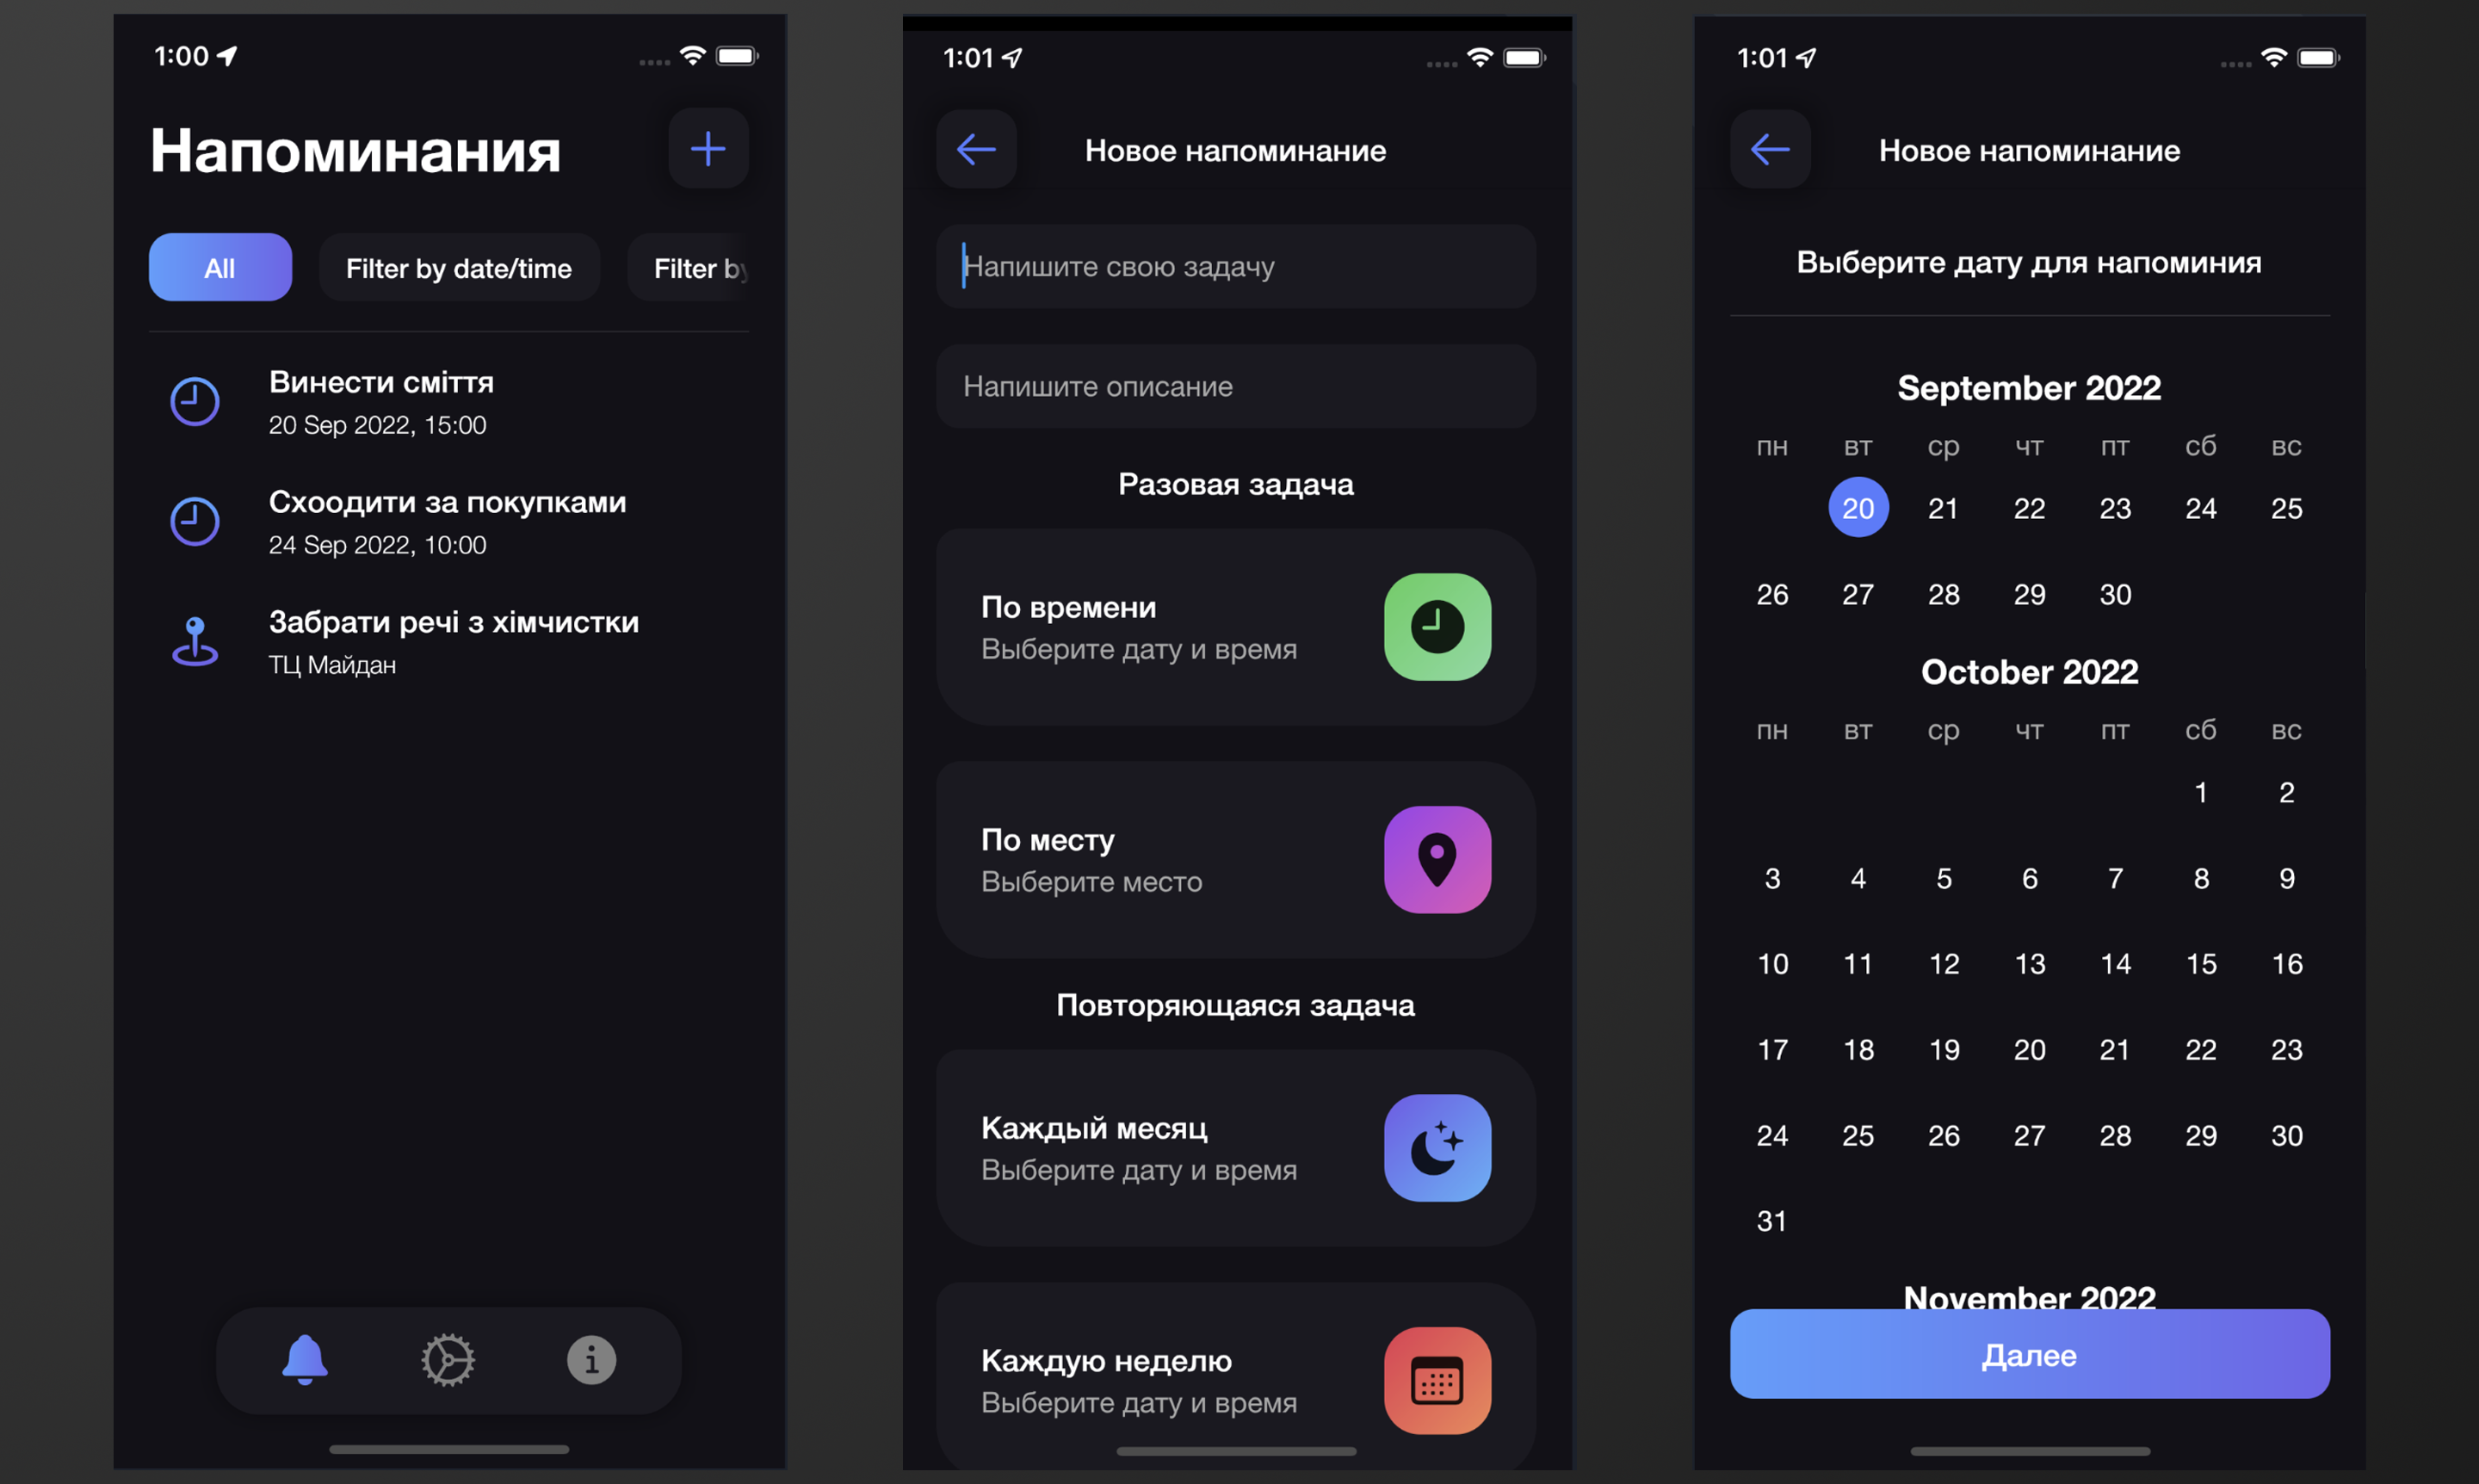 1:00
Напоминания
All
Filter by date/time
Filter by
Винести сміття
20 Sep 2022, 15:00
Схоодити за покупками
24 Sep 2022, 10:00
Забрати речі з хімчистки
ТЦ Майдан
1:01
Новое напоминание
Напишите свою задачу
Напишите описание
Разовая задача
По времени
Выберите дату и время
По месту
Выберите место
Повторяющаяся задача
Каждый месяц
Выберите дату и время
Каждую неделю
Выберите дату и время
1:01
Новое напоминание
Выберите дату для напоминия
September 2022
пн вт ср чт пт сб вс
20 21 22 23 24 25
26 27 28 29 30
October 2022
пн вт ср чт пт сб вс
1 2
3 4 5 6 7 8 9
10 11 12 13 14 15 16
17 18 19 20 21 22 23
24 25 26 27 28 29 30
31
November 2022
Далее